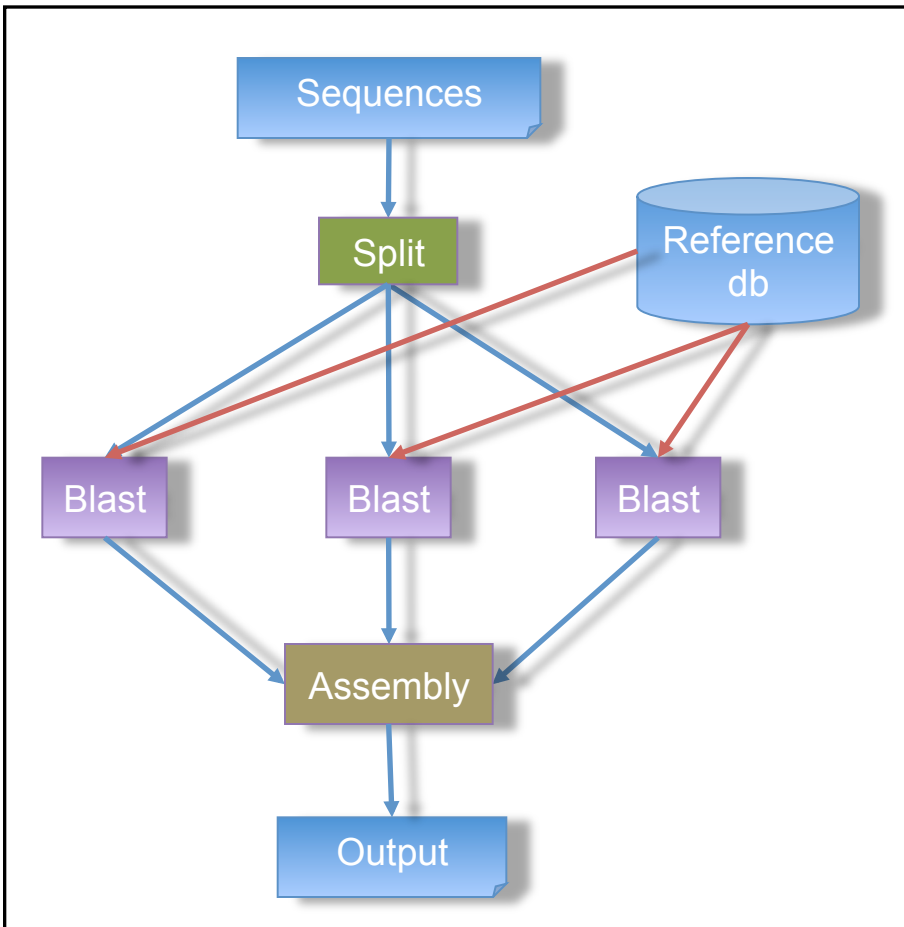 Sequences
Split
Reference
db
Blast
Blast
Blast
Assembly
Output